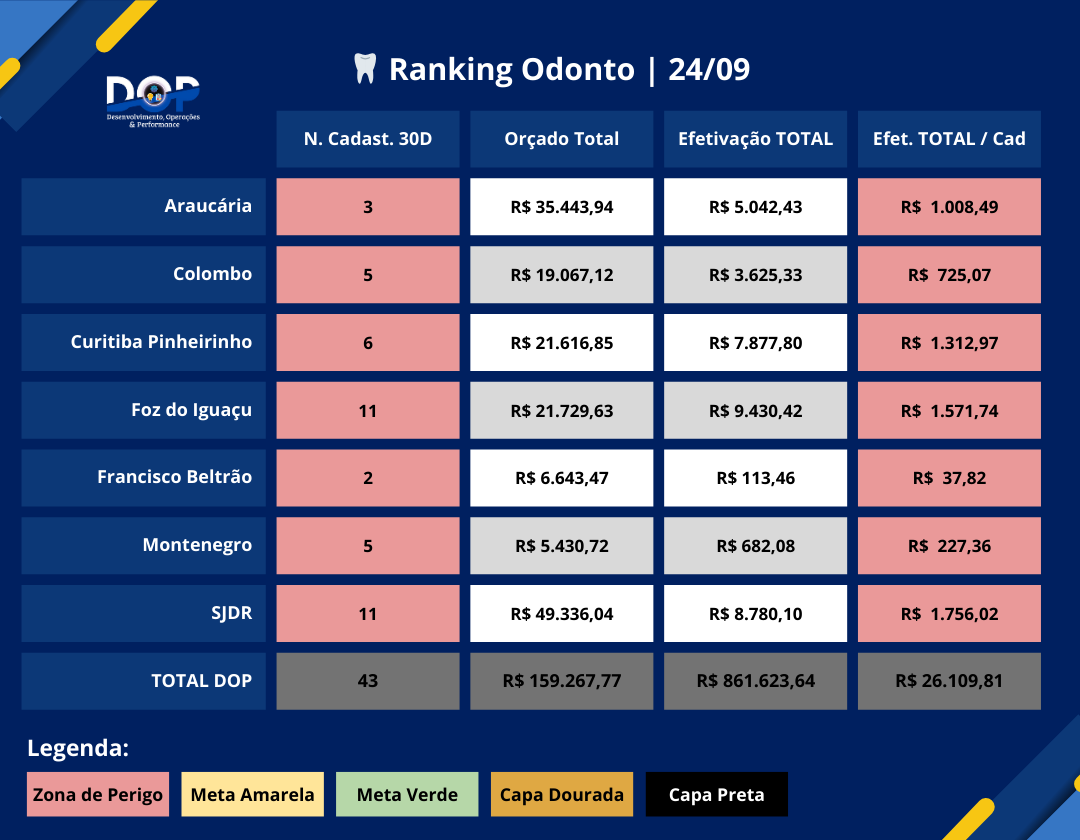 DOP
Desenvolvimento, Operações
& Performance
Ranking Odonto | 24/09
N. Cadast. 30D Orçado Total Efetivação TOTAL Efet. TOTAL / Cad
Araucária 3 R$ 35.443,94 R$ 5.042,43 R$ 1.008,49
Colombo 5 R$ 19.067,12 R$ 3.625,33 R$ 725,07
Curitiba Pinheirinho 6 R$ 21.616,85 R$ 7.877,80 R$ 1.312,97
Foz do Iguaçu 11 R$ 21.729,63 R$ 9.430,42 R$ 1.571,74
Francisco Beltrão 2 R$ 6.643,47 R$ 113,46 R$ 37,82
Montenegro 5 R$ 5.430,72 R$ 682,08 R$ 227,36
SJDR 11 R$ 49.336,04 R$ 8.780,10 R$ 1.756,02
TOTAL DOP 43 R$ 159.267,77 R$ 861.623,64 R$ 26.109,81
Legenda:
Zona de Perigo Meta Amarela Meta Verde Capa Dourada Capa Preta